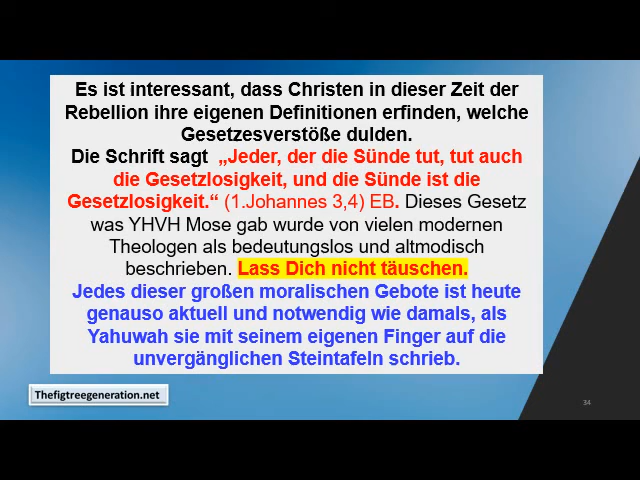 Es ist interessant, dass Christen in dieser Zeit der
Rebellion ihre eigenen Definitionen erfinden, welche
Gesetzesverstöße dulden.
Die Schrift sagt „Jeder, der die Sünde tut, tut auch
die Gesetzlosigkeit, und die Sünde ist die
Gesetzlosigkeit.“ (1.Johannes 3,4) EB. Dieses Gesetz
was YHVH Mose gab wurde von vielen modernen
Theologen als bedeutungslos und altmodisch
beschrieben. Lass Dich nicht täuschen.
Jedes dieser großen moralischen Gebote ist heute
genauso aktuell und notwendig wie damals, als
Yahuwah sie mit seinem eigenen Finger auf die
unvergänglichen Steintafeln schrieb.
Thefigtreegeneration.net
34